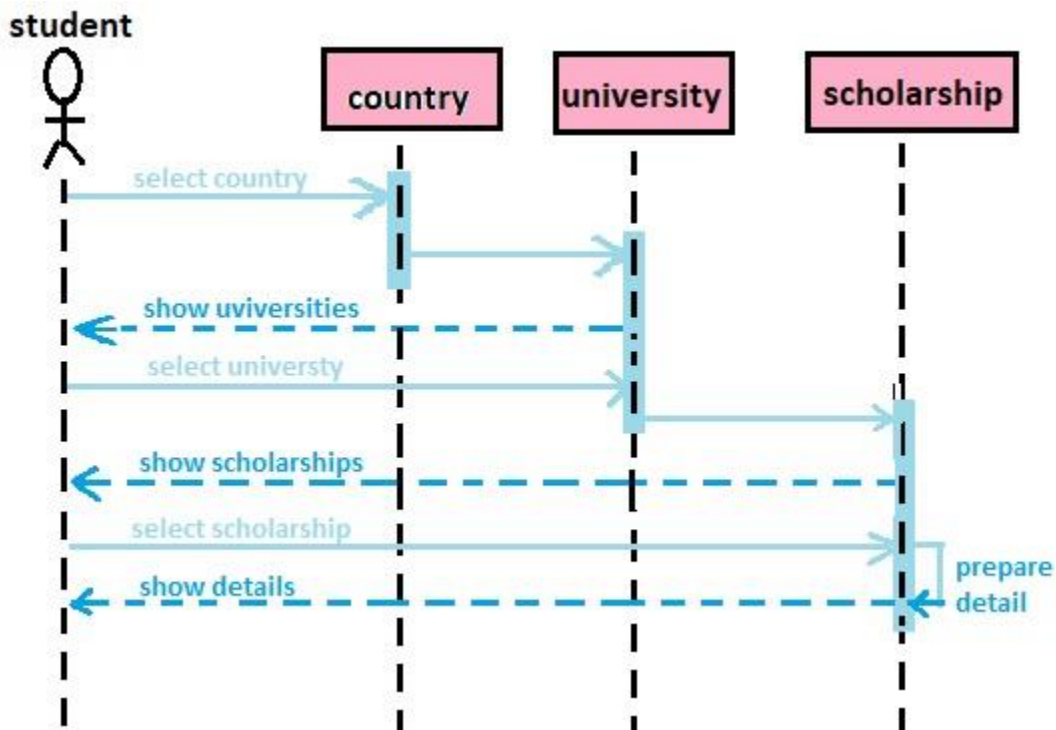 student
country
university
scholarship
select country
show uviversities
select universty
show scholarships
select scholarship
prepare
detail
show details